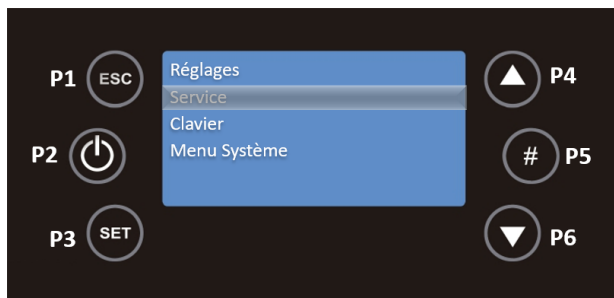 P1 ESC
Réglages
Service
Clavier
Menu Système
P4
P2
# P5
P3 SET
P6